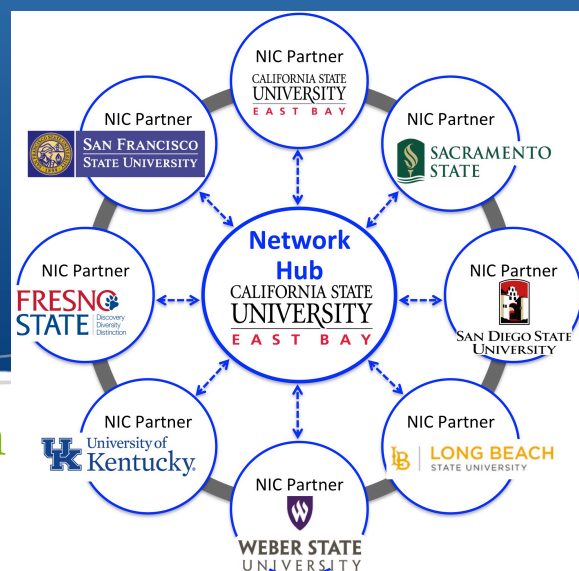 NIC Partner
CALIFORNIA STATE
UNIVERSITY
EAST BAY
NIC Partner
SAN FRANCISCO
STATE UNIVERSITY
NIC Partner
SACRAMENTO
STATE
Network
Hub
CALIFORNIA STATE
UNIVERSITY
EAST BAY
NIC Partner
FRESNO
STATE
Discovery
Diversity
Distinction
NIC Partner
SAN DIEGO STATE
UNIVERSITY
NIC Partner
UK
University of
Kentucky.
NIC Partner
LB
LONG BEACH
STATE UNIVERSITY
NIC Partner
W
WEBER STATE
UNIVERSITY